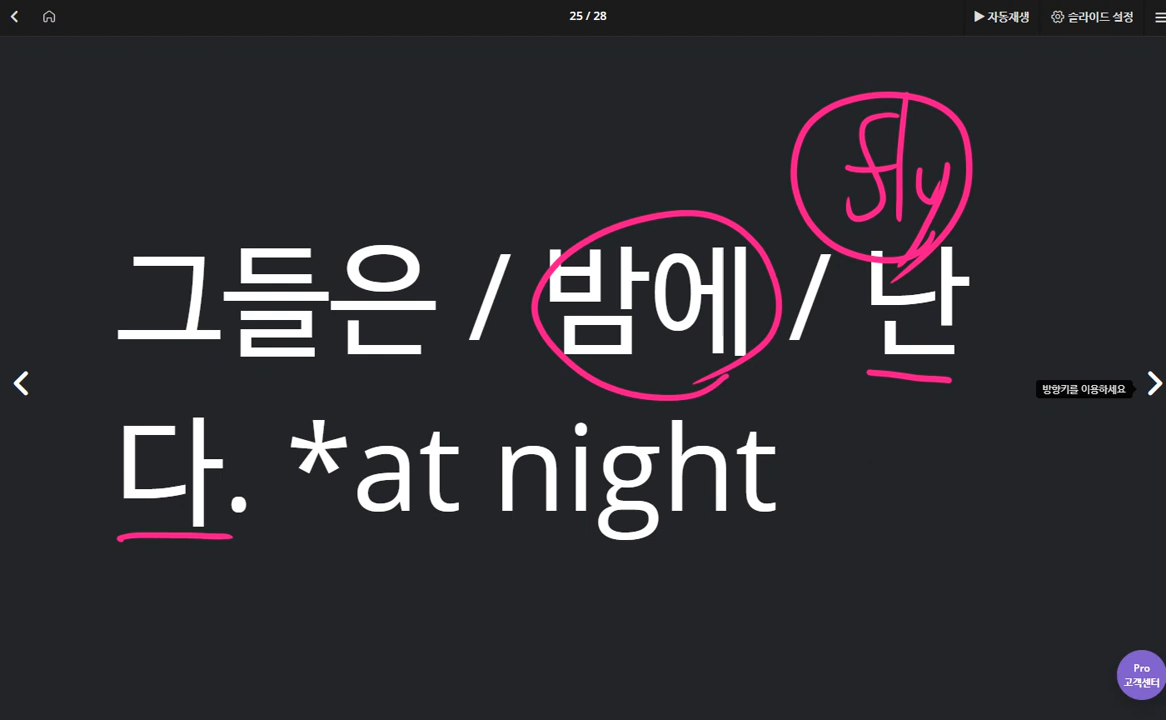 25 / 28
▶ 자동재생
슬라이드 설정
fly
그들은 / 밤에 / 난
다. *at night
방향키를 이용하세요
Pro
고객센터